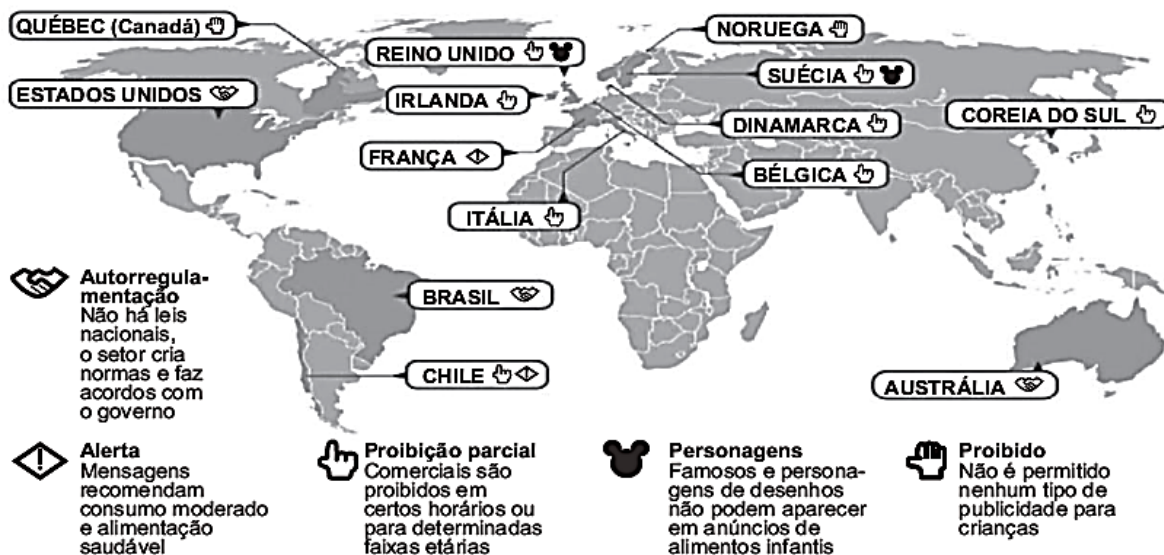 QUÉBEC (Canadá)
NORUEGA
REINO UNIDO
SUÉCIA
ESTADOS UNIDOS
IRLANDA
DINAMARCA
COREIA DO SUL
FRANÇA
BÉLGICA
ITÁLIA
BRASIL
CHILE
AUSTRÁLIA
Autorregula-
mentação
Não há leis
nacionais,
o setor cria
normas e faz
acordos com
o governo
Alerta
Mensagens
recomendam
consumo moderado
e alimentação
saudável
Proibição parcial
Comerciais são
proibidos em
certos horários ou
para determinadas
faixas etárias
Personagens
Famosos e persona-
gens de desenhos
não podem aparecer
em anúncios de
alimentos infantis
Proibido
Não é permitido
nenhum tipo de
publicidade para
crianças